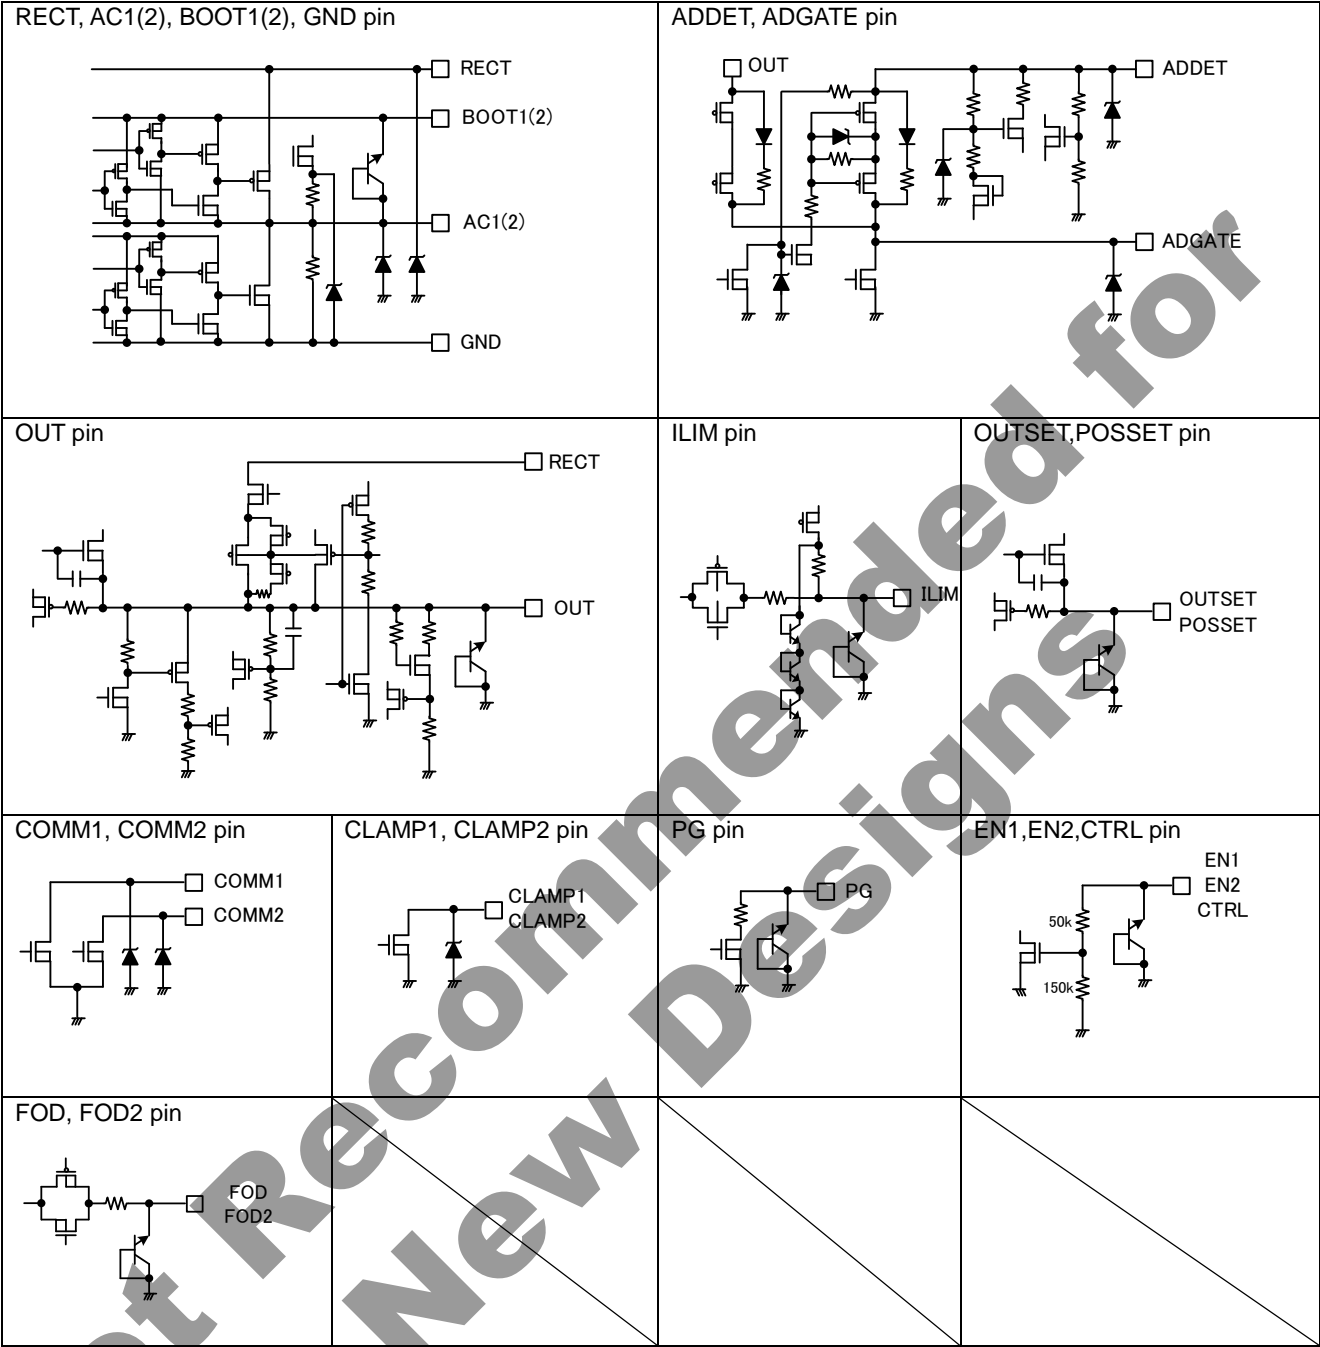 RECT, AC1(2), BOOT1(2), GND pin
RECT
BOOT1(2)
AC1(2)
GND
ADDET, ADGATE pin
OUT
ADDET
ADGATE
OUT pin
RECT
OUT
ILIM pin
ILIM
OUTSET,POSSET pin
OUTSET
POSSET
COMM1, COMM2 pin
COMM1
COMM2
CLAMP1, CLAMP2 pin
CLAMP1
CLAMP2
PG pin
PG
EN1,EN2,CTRL pin
EN1
EN2
CTRL
50k
150k
FOD, FOD2 pin
FOD
FOD2
t Recommended for
New Designs